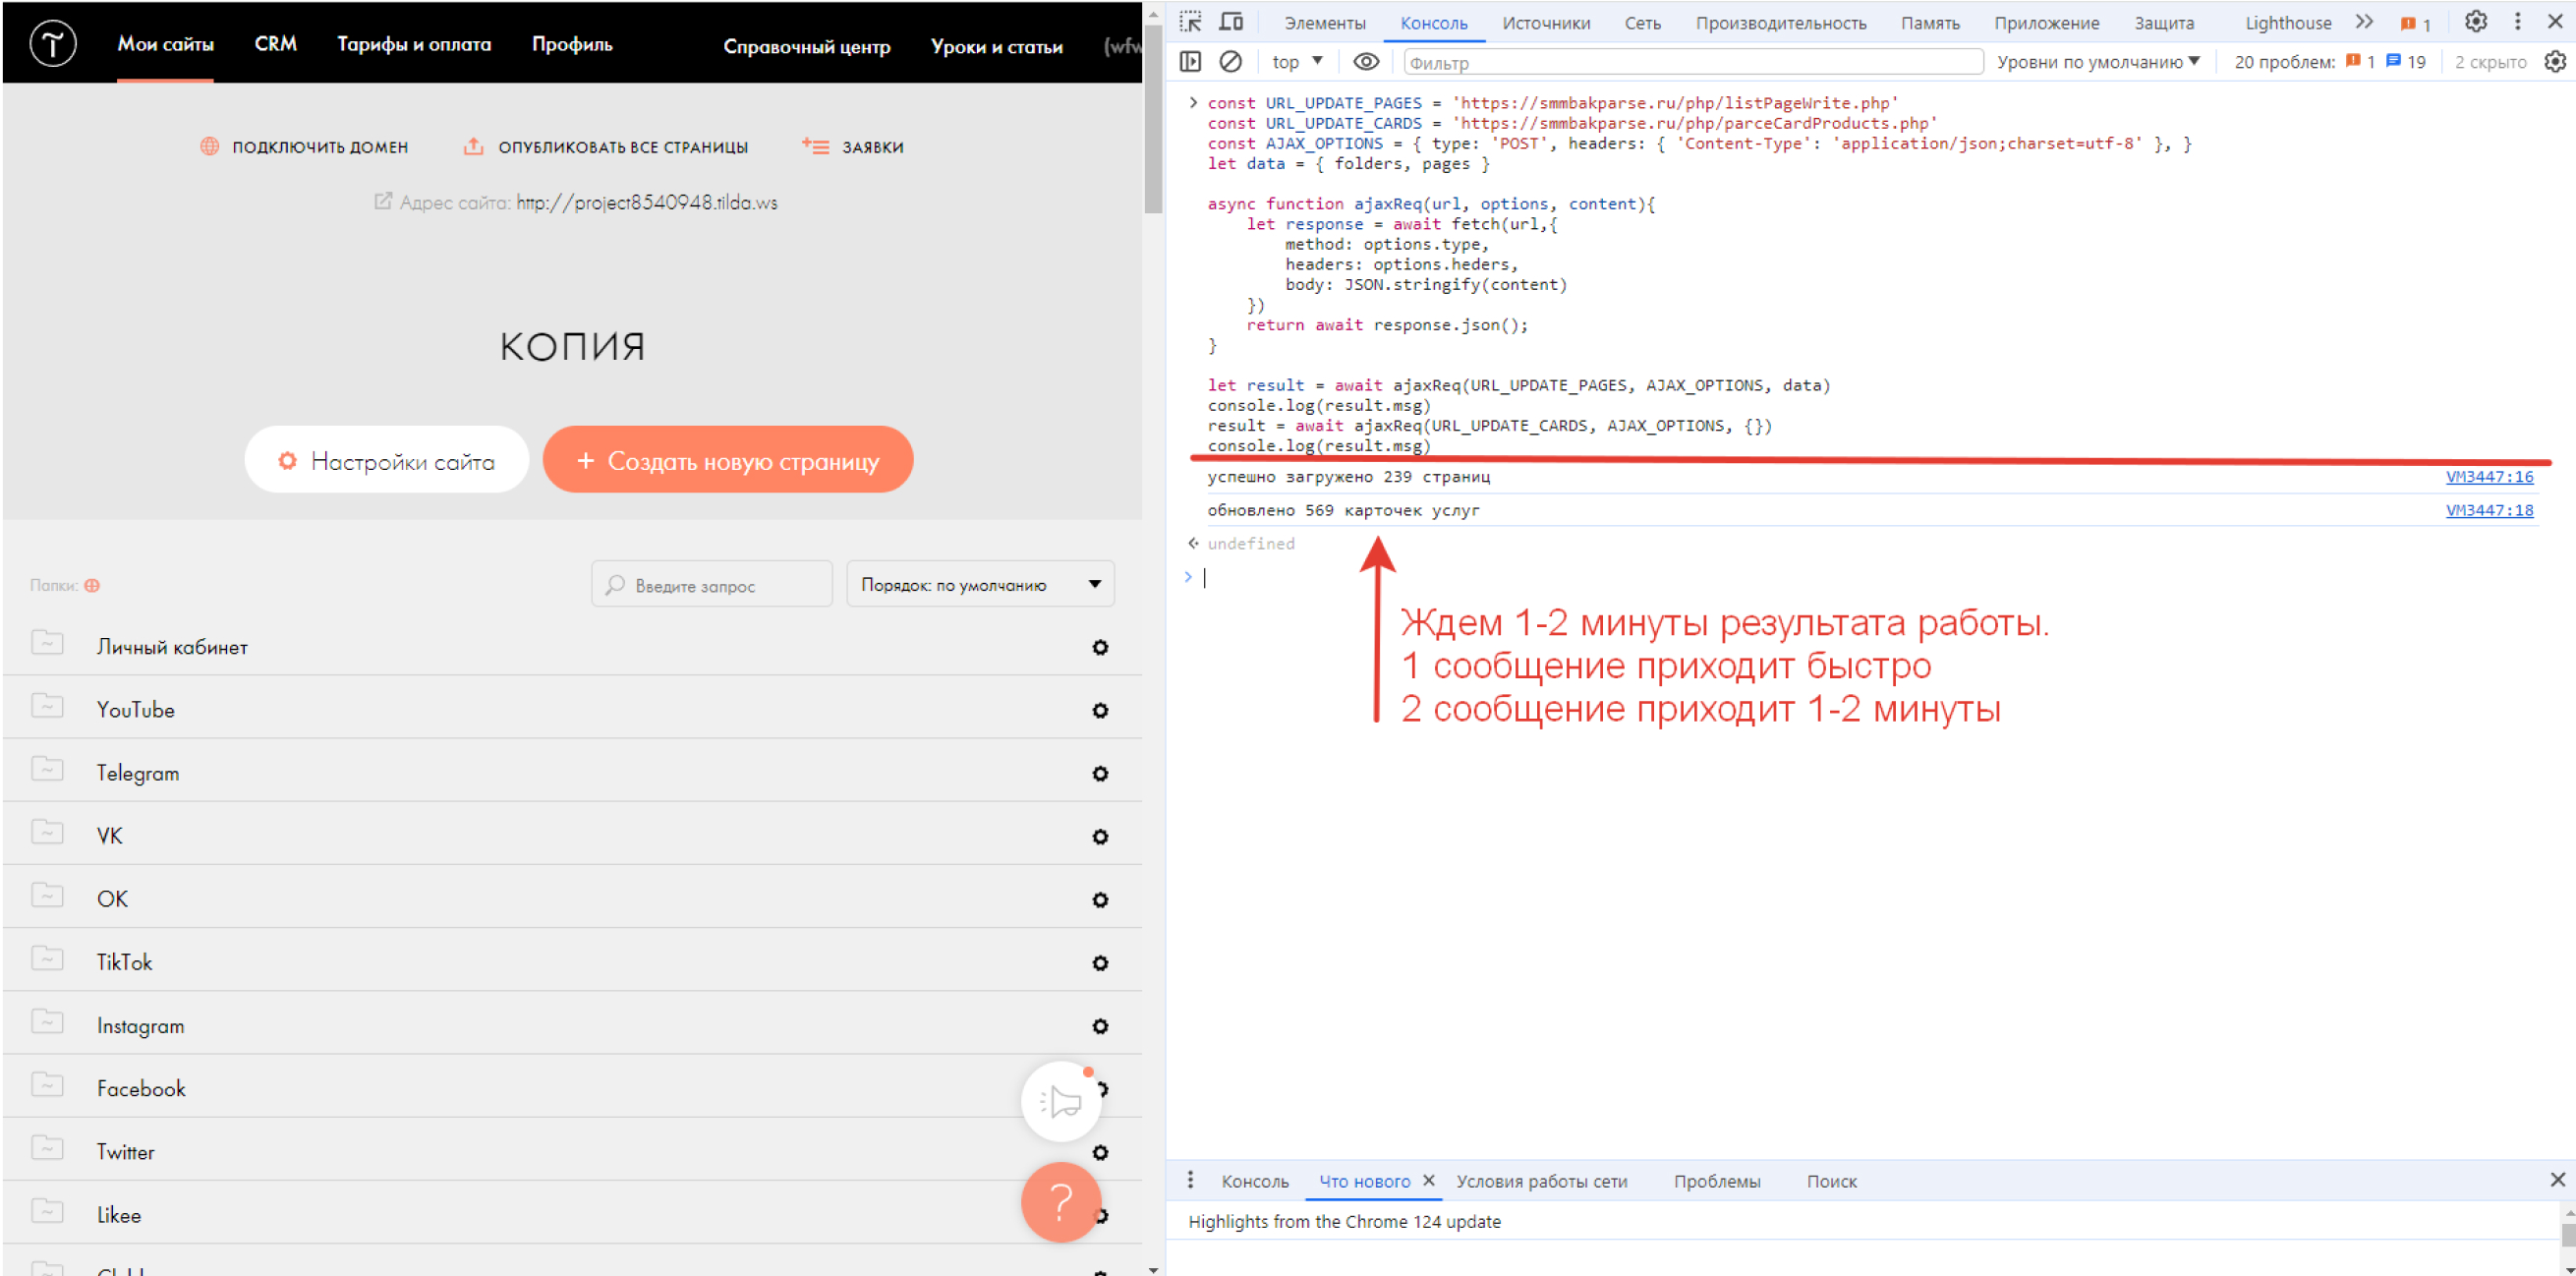 Мои сайты CRM Тарифы и оплата Профиль Справочный центр Уроки и статьи
ПОДКЛЮЧИТЬ ДОМЕН ОПУБЛИКОВАТЬ ВСЕ СТРАНИЦЫ ЗАЯВКИ
Адрес сайта: http://project8540948.tilda.ws
КОПИЯ
Настройки сайта + Создать новую страницу
Папки: Введите запрос Порядок: по умолчанию
Личный кабинет
YouTube
Telegram
VK
OK
TikTok
Instagram
Facebook
Twitter
?
Likee
Элементы Консоль Источники Сеть Производительность Память Приложение Защита Lighthouse 1
top Фильтр Уровни по умолчанию 20 проблем: 1 19 2 скрыто
> const URL_UPDATE_PAGES = 'https://smmbakparse.ru/php/listPageWrite.php'
const URL_UPDATE_CARDS = 'https://smmbakparse.ru/php/parceCardProducts.php'
const AJAX_OPTIONS = { type: 'POST', headers: { 'Content-Type': 'application/json;charset=utf-8' }, }
let data = { folders, pages }
async function ajaxReq(url, options, content){
let response = await fetch(url,{
method: options.type,
headers: options.heders,
body: JSON.stringify(content)
})
return await response.json();
}
let result = await ajaxReq(URL_UPDATE_PAGES, AJAX_OPTIONS, data)
console.log(result.msg)
result = await ajaxReq(URL_UPDATE_CARDS, AJAX_OPTIONS, {})
console.log(result.msg)
успешно загружено 239 страниц VM3447:16
обновлено 569 карточек услуг VM3447:18
undefined
>
Ждем 1-2 минуты результата работы.
1 сообщение приходит быстро
2 сообщение приходит 1-2 минуты
Консоль Что нового Условия работы сети Проблемы Поиск
Highlights from the Chrome 124 update